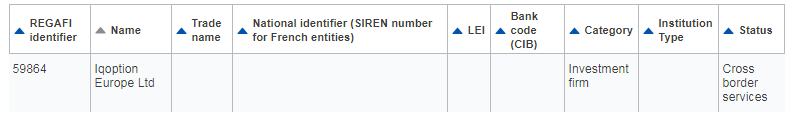 REGAFI identifier
Name
Trade name
National identifier (SIREN number for French entities)
LEI
Bank code (CIB)
Category
Institution Type
Status
59864
Iqoption Europe Ltd
Investment firm
Cross border services